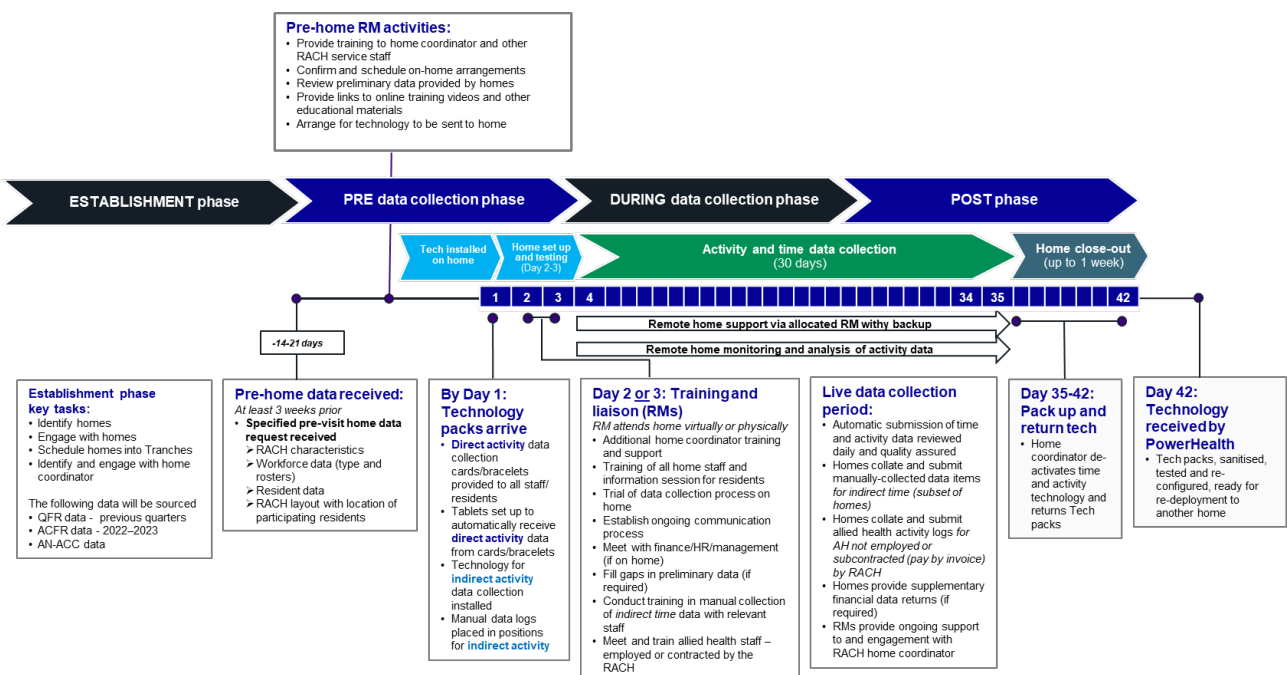 Pre-home RM activities:
• Provide training to home coordinator and other
RACH service staff
• Confirm and schedule on-home arrangements
• Review preliminary data provided by homes
• Provide links to online training videos and other
educational materials
• Arrange for technology to be sent to home
ESTABLISHMENT phase
PRE data collection phase
DURING data collection phase
POST phase
Tech installed
on home
Home set up
and testing
(Day 2-3)
Activity and time data collection
(30 days)
Home close-out
(up to 1 week)
1 2 3 4 34 35 42
Remote home support via allocated RM withy backup
Remote home monitoring and analysis of activity data
-14-21 days
Establishment phase
key tasks:
• Identify homes
• Engage with homes
• Schedule homes into Tranches
• Identify and engage with home
coordinator
The following data will be sourced
• QFR data - previous quarters
• ACFR data - 2022–2023
• AN-ACC data
Pre-home data received:
At least 3 weeks prior
• Specified pre-visit home data
request received
➢ RACH characteristics
➢ Workforce data (type and
rosters)
➢ Resident data
➢ RACH layout with location of
participating residents
By Day 1:
Technology
packs arrive
• Direct activity data
collection
cards/bracelets
provided to all staff/
residents
• Tablets set up to
automatically receive
direct activity data
from cards/bracelets
• Technology for
indirect activity
data collection
installed
• Manual data logs
placed in positions
for indirect activity
Day 2 or 3: Training and
liaison (RMs)
RM attends home virtually or physically
• Additional home coordinator training
and support
• Training of all home staff and
information session for residents
• Trial of data collection process on
home
• Establish ongoing communication
process
• Meet with finance/HR/management
(if on home)
• Fill gaps in preliminary data (if
required)
• Conduct training in manual collection
of indirect time data with relevant
staff
• Meet and train allied health staff –
employed or contracted by the
RACH
Live data collection
period:
• Automatic submission of time
and activity data reviewed
daily and quality assured
• Homes collate and submit
manually-collected data items
for indirect time (subset of
homes)
• Homes collate and submit
allied health activity logs for
AH not employed or
subcontracted (pay by invoice)
by RACH
• Homes provide supplementary
financial data returns (if
required)
• RMs provide ongoing support
to and engagement with
RACH home coordinator
Day 35-42:
Pack up and
return tech
• Home
coordinator de-
activates time
and activity
technology and
returns Tech
packs
Day 42:
Technology
received by
PowerHealth
• Tech packs, sanitised,
tested and re-
configured, ready for
re-deployment to
another home